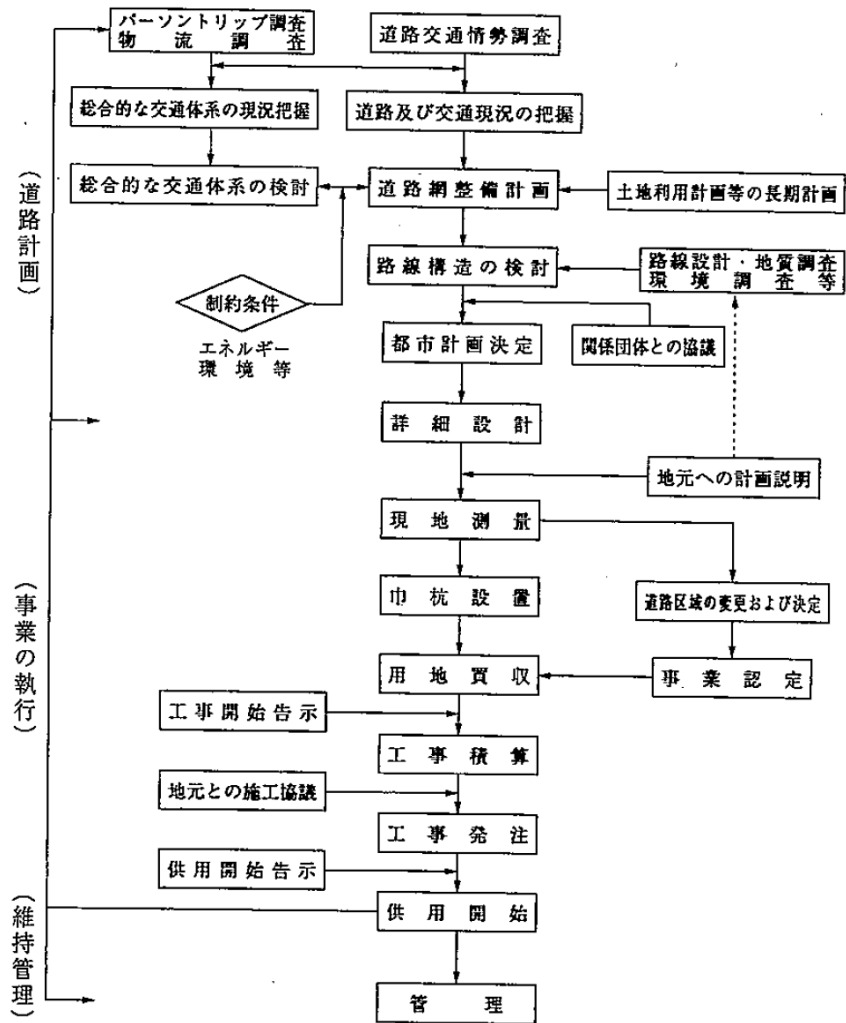 パーソントリップ調査
物流調査
道路交通情勢調査
総合的な交通体系の現況把握
道路及び交通現況の把握
総合的な交通体系の検討
道路網整備計画
土地利用計画等の長期計画
(道路計画)
路線構造の検討
路線設計・地質調査
環境調査等
制約条件
エネルギー
環境等
都市計画決定
関係団体との協議
詳細設計
地元への計画説明
現地測量
巾杭設置
道路区域の変更および決定
(事業の執行)
用地買収
事業認定
工事開始告示
工事積算
地元との施工協議
工事発注
供用開始告示
供用開始
(維持管理)
管理